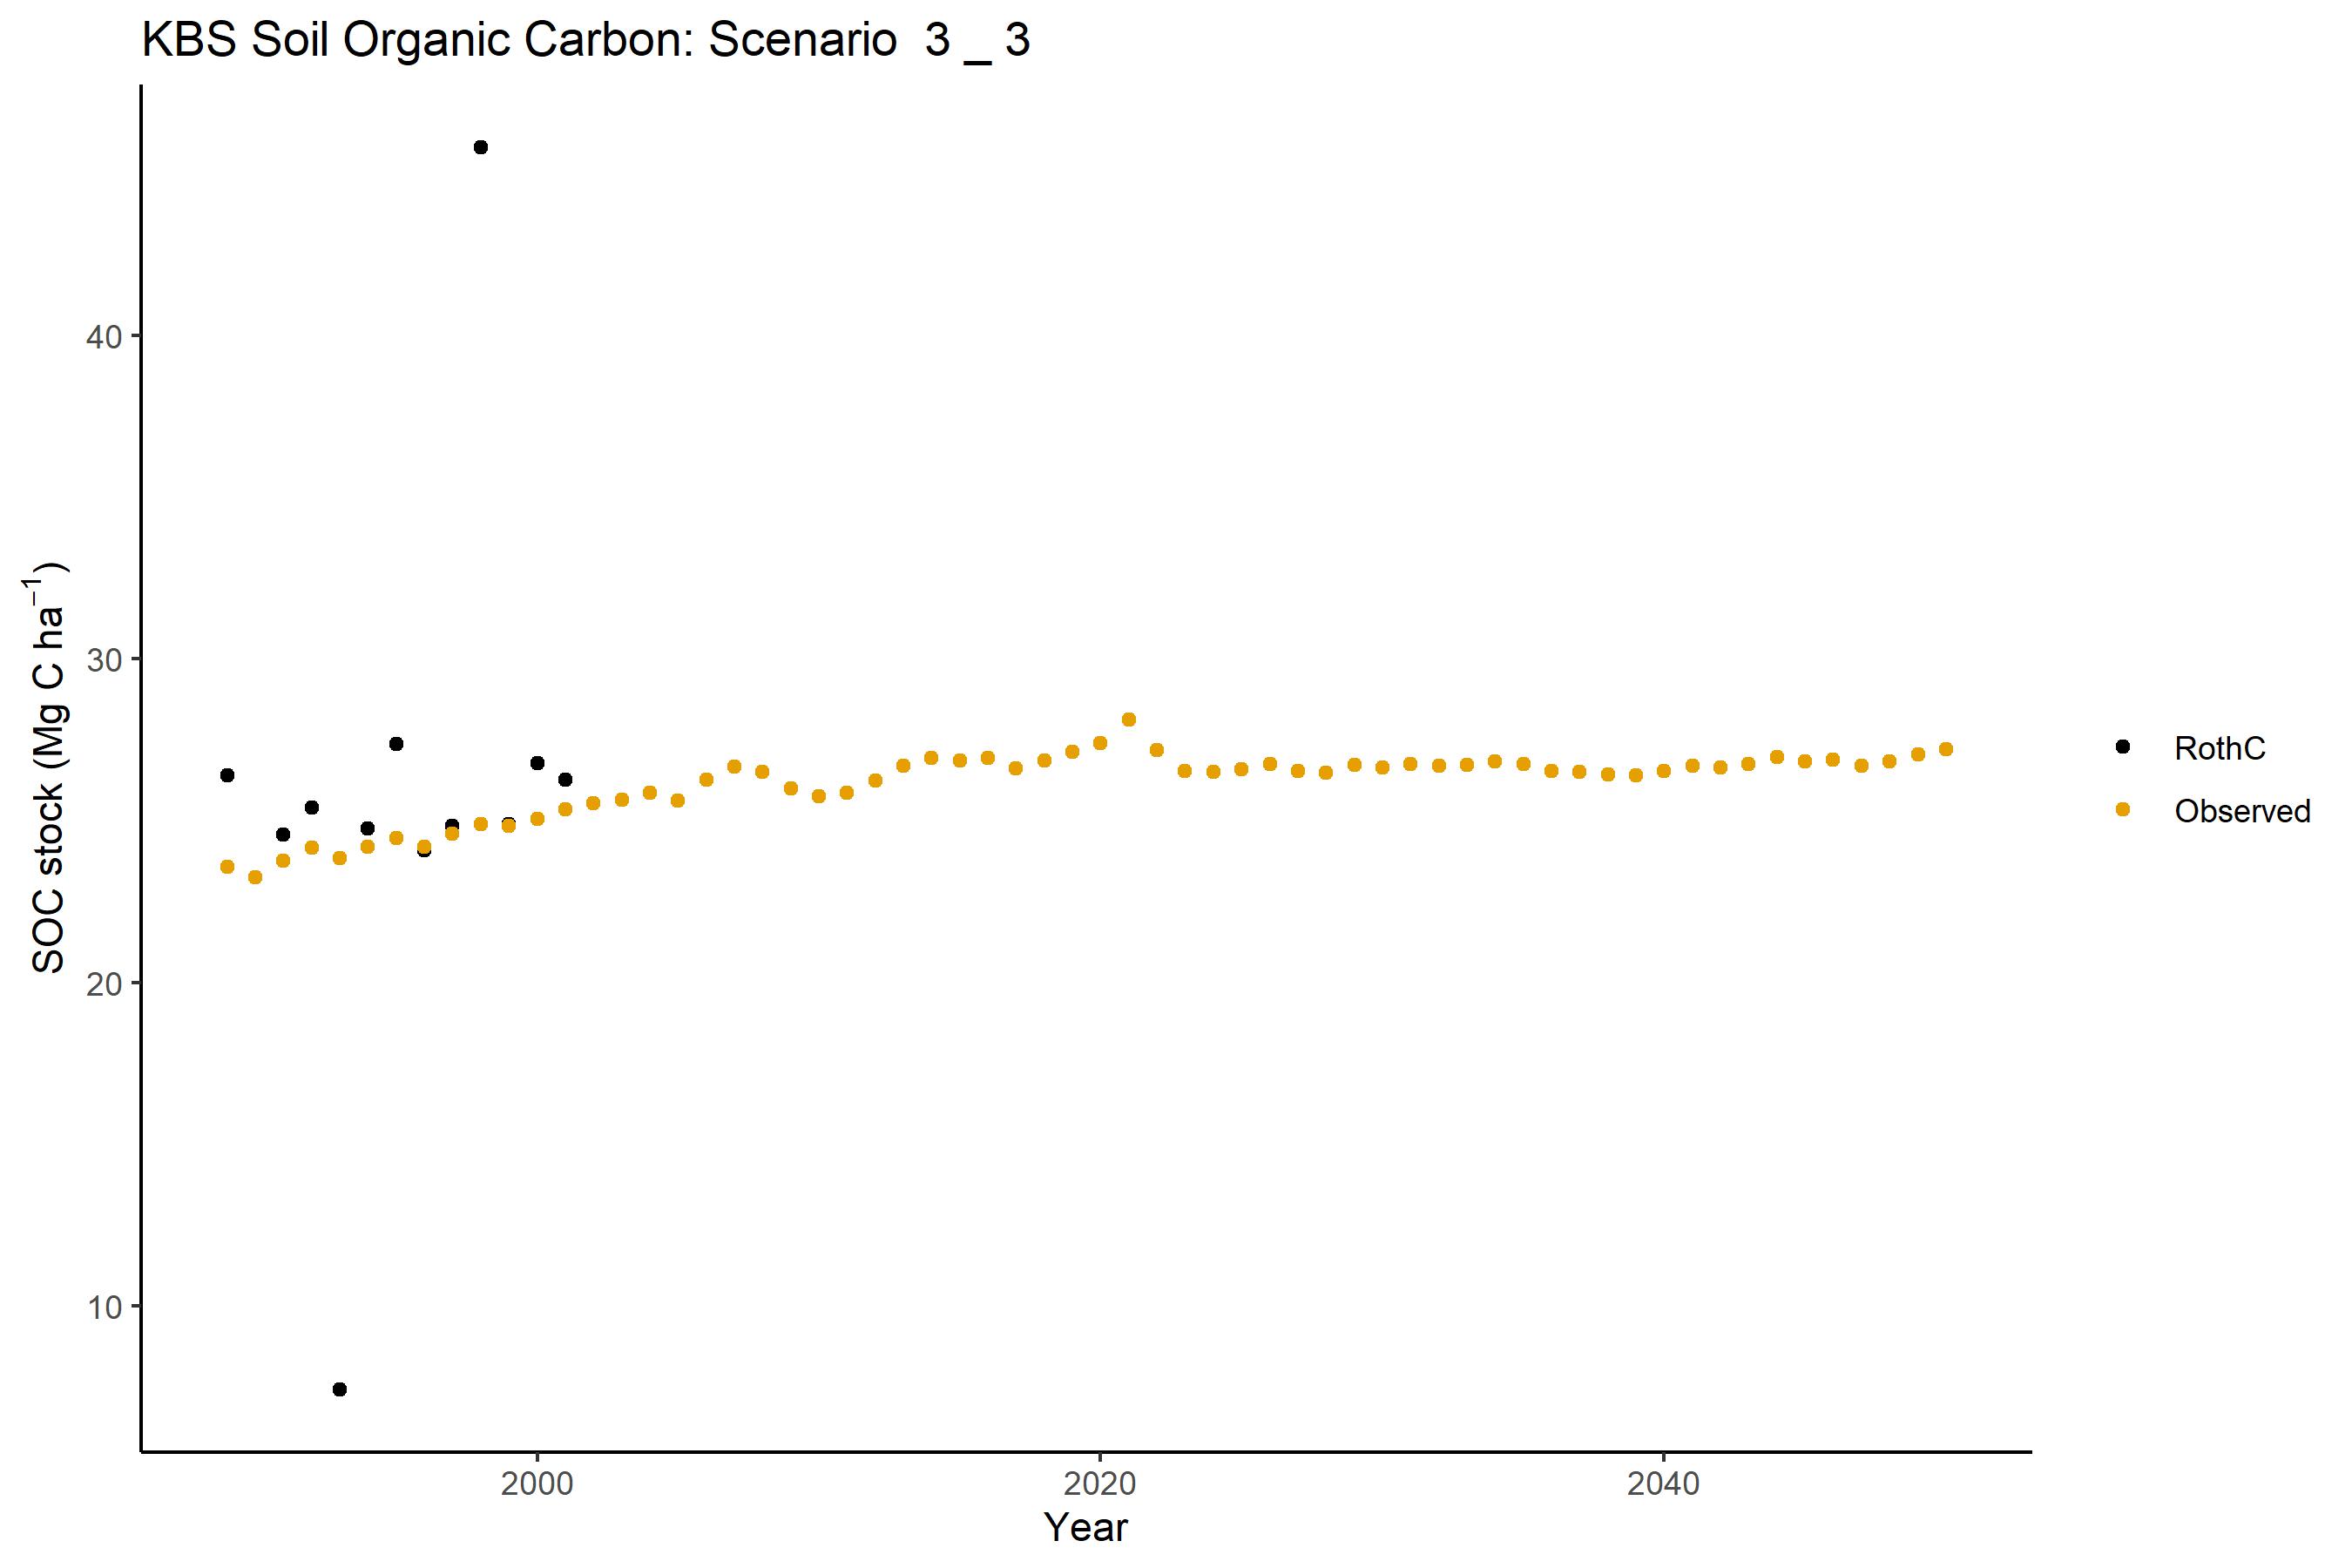 KBS Soil Organic Carbon: Scenario  3 _ 3
SOC stock (Mg C ha⁻¹)
40
30
20
10
2000
2020
2040
Year
RothC
Observed